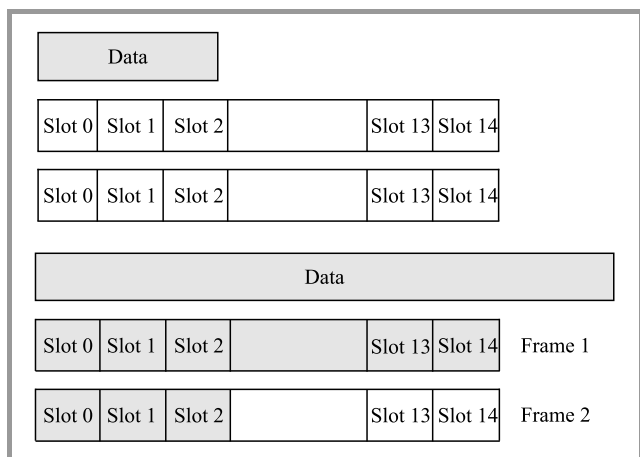 Data
Slot 0 Slot 1 Slot 2 Slot 13 Slot 14
Slot 0 Slot 1 Slot 2 Slot 13 Slot 14
Data
Slot 0 Slot 1 Slot 2 Slot 13 Slot 14 Frame 1
Slot 0 Slot 1 Slot 2 Slot 13 Slot 14 Frame 2